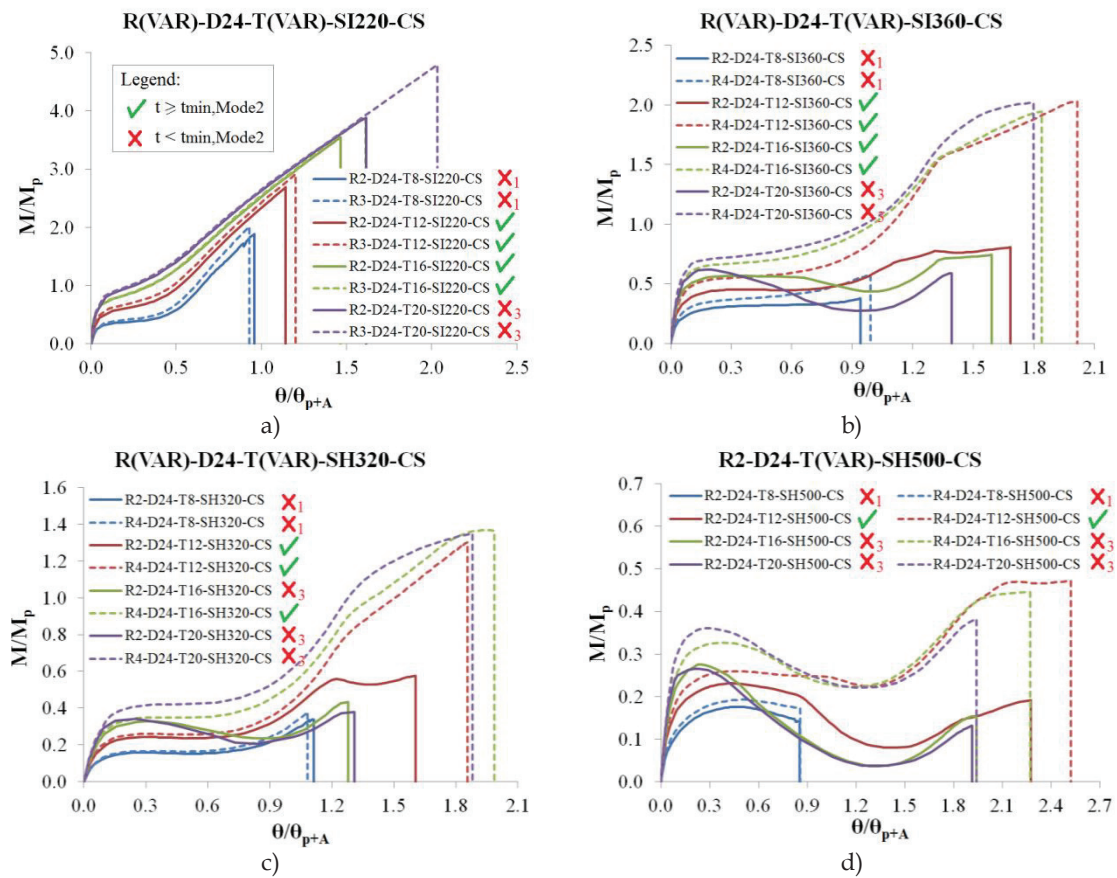 R(VAR)-D24-T(VAR)-SI220-CS
M/Mp
5.0
4.0
3.0
2.0
1.0
0.0
Legend:
✓ t ⩾ tmin,Mode2
✗ t < tmin,Mode2
R2-D24-T8-SI220-CS ✗1
R3-D24-T8-SI220-CS ✗1
R2-D24-T12-SI220-CS ✓
R3-D24-T12-SI220-CS ✓
R2-D24-T16-SI220-CS ✓
R3-D24-T16-SI220-CS ✓
R2-D24-T20-SI220-CS ✗3
R3-D24-T20-SI220-CS ✗3
0.0 0.5 1.0 1.5 2.0 2.5
θ/θp+A
a)
R(VAR)-D24-T(VAR)-SI360-CS
M/Mp
2.5
2.0
1.5
1.0
0.5
0.0
R2-D24-T8-SI360-CS ✗1
R4-D24-T8-SI360-CS ✗1
R2-D24-T12-SI360-CS ✓
R4-D24-T12-SI360-CS ✓
R2-D24-T16-SI360-CS ✓
R4-D24-T16-SI360-CS ✓
R2-D24-T20-SI360-CS ✗3
R4-D24-T20-SI360-CS ✗3
0.0 0.3 0.6 0.9 1.2 1.5 1.8 2.1
θ/θp+A
b)
R(VAR)-D24-T(VAR)-SH320-CS
M/Mp
1.6
1.4
1.2
1.0
0.8
0.6
0.4
0.2
0.0
R2-D24-T8-SH320-CS ✗1
R4-D24-T8-SH320-CS ✗1
R2-D24-T12-SH320-CS ✓
R4-D24-T12-SH320-CS ✓
R2-D24-T16-SH320-CS ✗3
R4-D24-T16-SH320-CS ✓
R2-D24-T20-SH320-CS ✗3
R4-D24-T20-SH320-CS ✗3
0.0 0.3 0.6 0.9 1.2 1.5 1.8 2.1
θ/θp+A
c)
R2-D24-T(VAR)-SH500-CS
M/Mp
0.7
0.6
0.5
0.4
0.3
0.2
0.1
0.0
R2-D24-T8-SH500-CS ✗1 R4-D24-T8-SH500-CS ✗1
R2-D24-T12-SH500-CS ✓ R4-D24-T12-SH500-CS ✓
R2-D24-T16-SH500-CS ✗3 R4-D24-T16-SH500-CS ✗3
R2-D24-T20-SH500-CS ✗3 R4-D24-T20-SH500-CS ✗3
0.0 0.3 0.6 0.9 1.2 1.5 1.8 2.1 2.4 2.7
θ/θp+A
d)